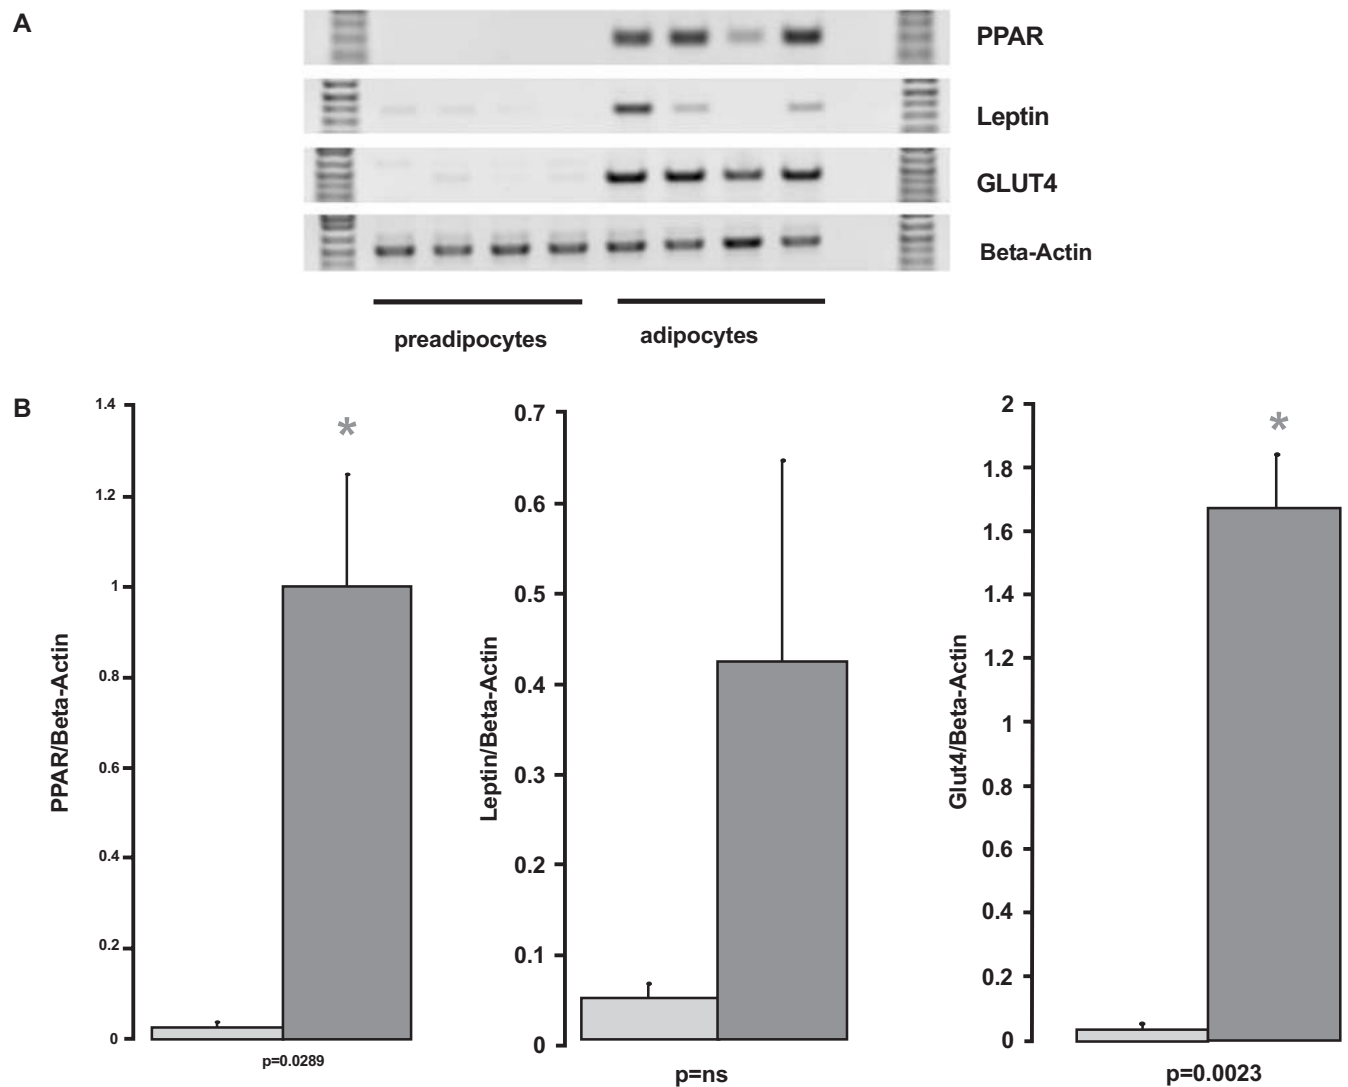 A
PPAR
Leptin
GLUT4
Beta-Actin
preadipocytes
adipocytes
B
PPAR/Beta-Actin
1.4
1.2
1
0.8
0.6
0.4
0.2
0
*
p=0.0289
Leptin/Beta-Actin
0.7
0.6
0.5
0.4
0.3
0.2
0.1
0
p=ns
Glut4/Beta-Actin
2
1.8
1.6
1.4
1.2
1
0.8
0.6
0.4
0.2
0
*
p=0.0023